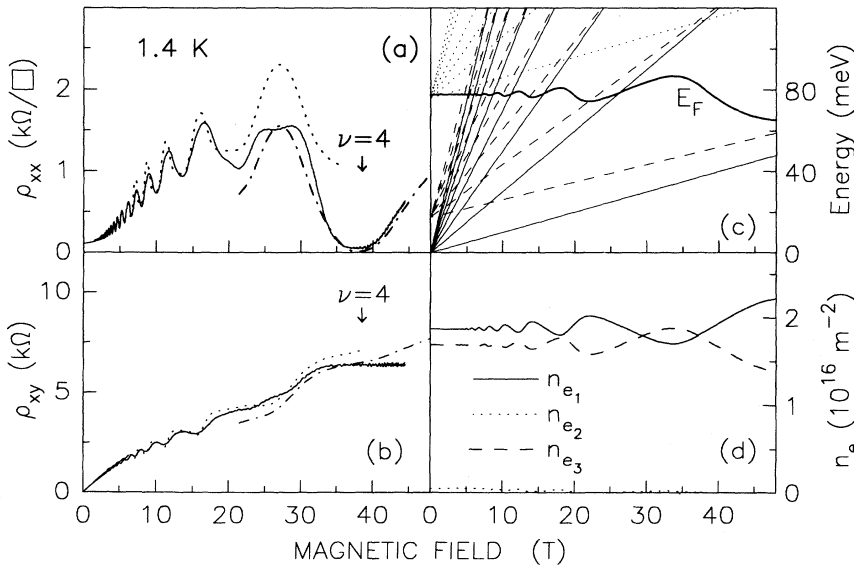 1.4 K
(a)
ν=4
ρxx (kΩ/□)
2
1
0
E_F
(c)
Energy (meV)
80
40
0
ν=4
(b)
ρxy (kΩ)
10
5
0
n_e1
n_e2
n_e3
(d)
n_e (10^16 m^-2)
2
1
0
0 10 20 30 40
0 20 40
MAGNETIC FIELD (T)